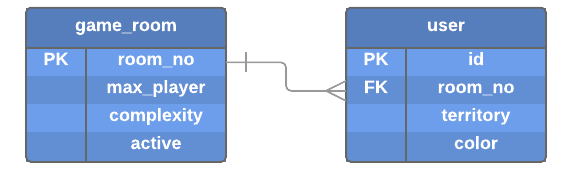 game_room
PK room_no
max_player
complexity
active
user
PK id
FK room_no
territory
color